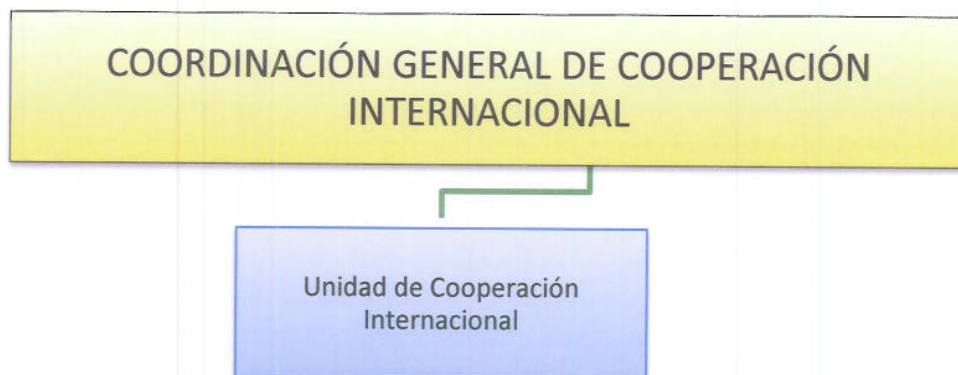 COORDINACIÓN GENERAL DE COOPERACIÓN
INTERNACIONAL
Unidad de Cooperación
Internacional